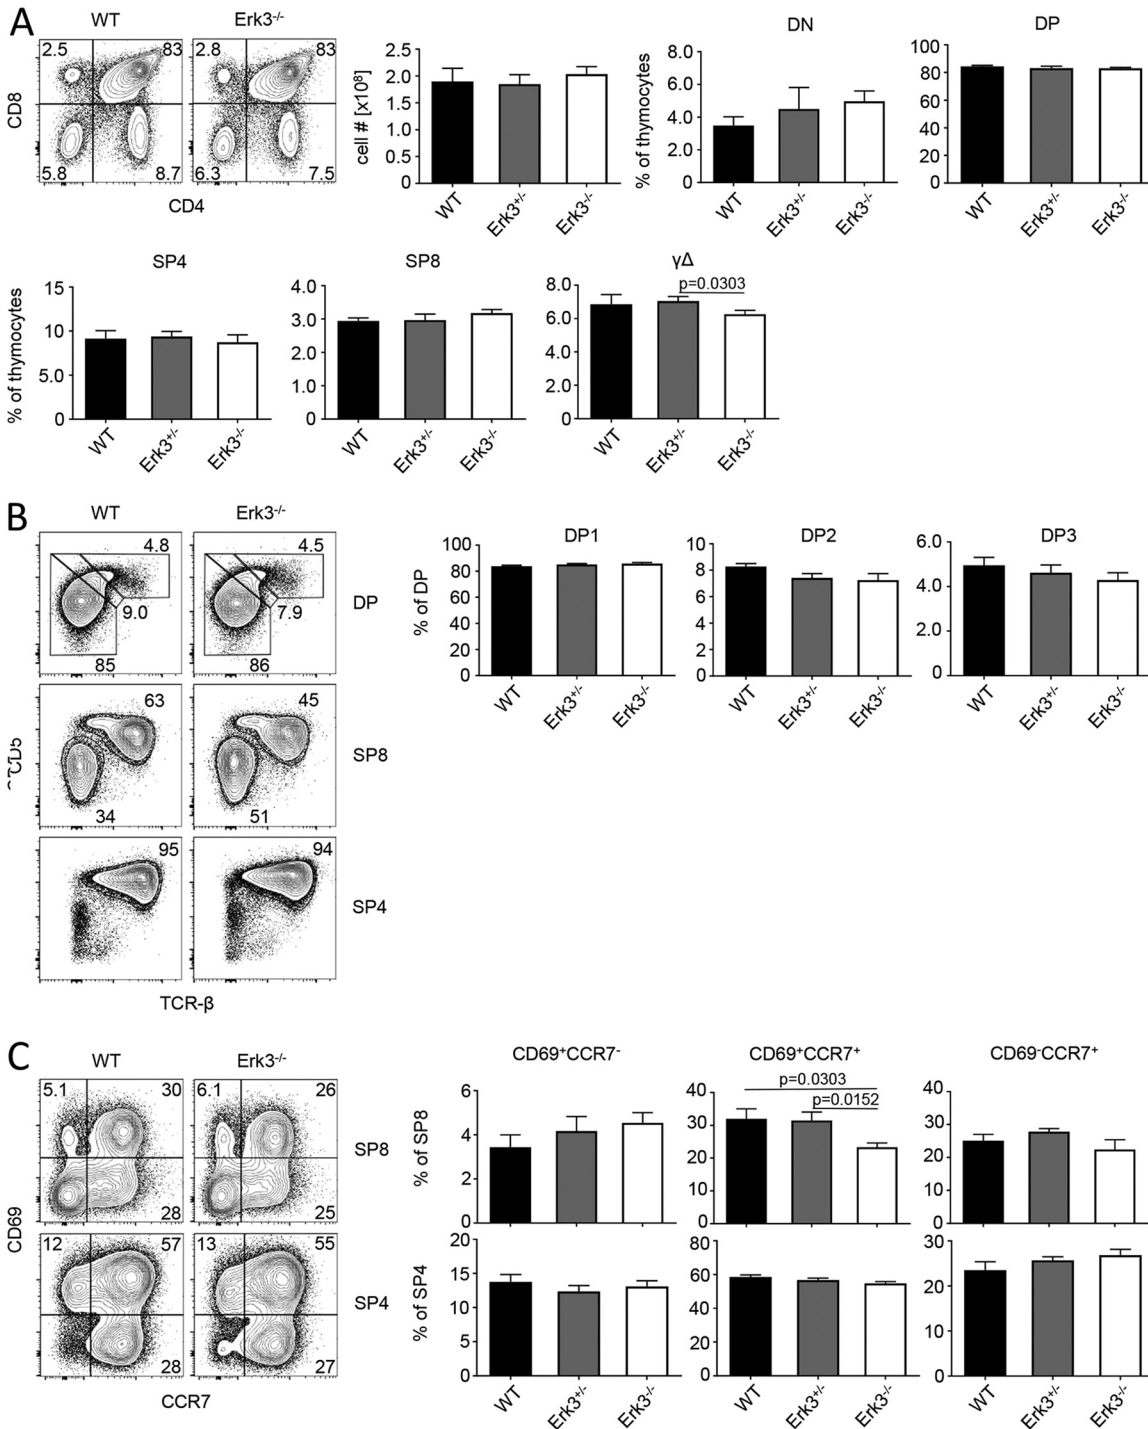 A
WT
Erk3-/-
2.5
83
2.8
83
5.8
8.7
6.3
7.5
CD8
CD4
cell # [x10⁸]
2.5
2.0
1.5
1.0
0.5
0
WT
Erk3+/-
Erk3-/-
DN
% of thymocytes
8.0
6.0
4.0
2.0
0
WT
Erk3+/-
Erk3-/-
DP
100
80
60
40
20
0
WT
Erk3+/-
Erk3-/-
SP4
% of thymocytes
15
10
5.0
0
WT
Erk3+/-
Erk3-/-
SP8
4.0
3.0
2.0
1.0
0
WT
Erk3+/-
Erk3-/-
γΔ
p=0.0303
8.0
6.0
4.0
2.0
0
WT
Erk3+/-
Erk3-/-
B
WT
Erk3-/-
4.8
9.0
85
4.5
7.9
86
DP
63
34
45
51
SP8
95
94
SP4
TCR-β
DP1
% of DP
100
80
60
40
20
0
WT
Erk3+/-
Erk3-/-
DP2
10
8
6
4
2
0
WT
Erk3+/-
Erk3-/-
DP3
6.0
4.0
2.0
0
WT
Erk3+/-
Erk3-/-
C
WT
Erk3-/-
5.1
30
28
6.1
26
25
SP8
12
57
28
13
55
27
SP4
CD69
CCR7
CD69+CCR7-
% of SP8
6
4
2
0
CD69+CCR7+
p=0.0303
p=0.0152
40
30
20
10
0
CD69-CCR7+
40
30
20
10
0
% of SP4
20
15
10
5
0
WT
Erk3+/-
Erk3-/-
80
60
40
20
0
WT
Erk3+/-
Erk3-/-
30
20
10
0
WT
Erk3+/-
Erk3-/-